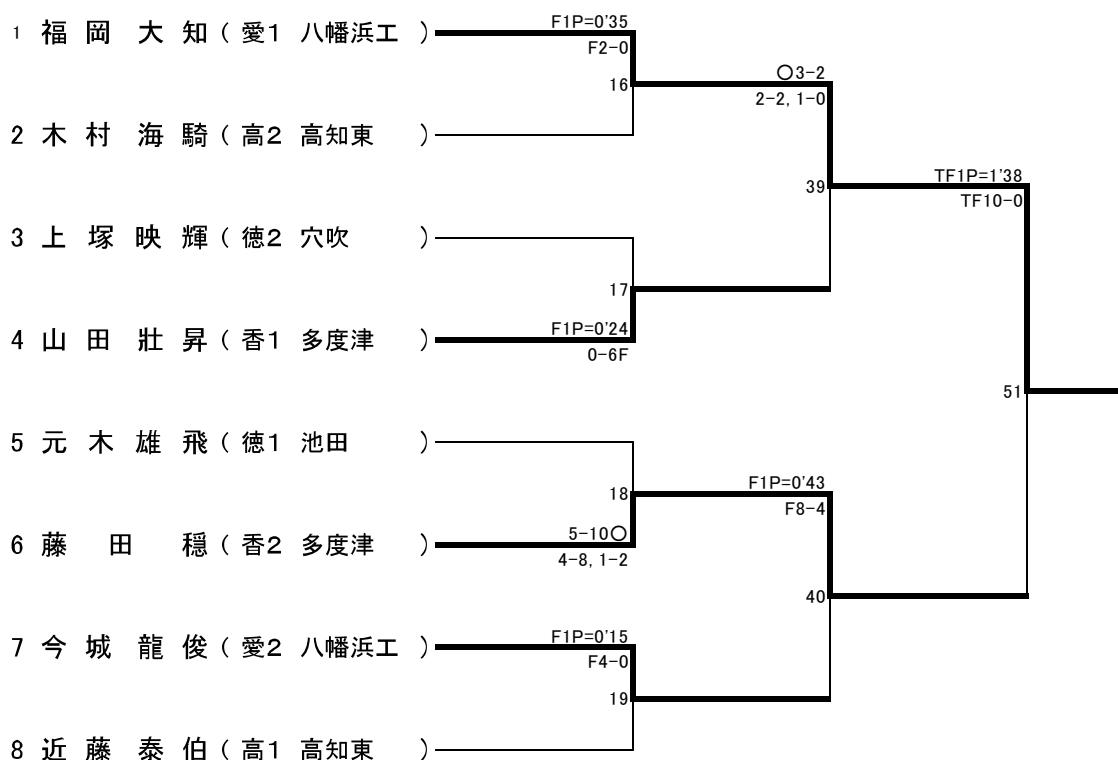 1 福 岡 大 知 ( 愛1 八幡浜工 )
F1P=0'35
F2-0
16
○3-2
2-2, 1-0
2 木 村 海 騎 ( 高2 高知東 )
39
TF1P=1'38
TF10-0
3 上 塚 映 輝 ( 徳2 穴吹 )
17
4 山 田 壯 昇 ( 香1 多度津 )
F1P=0'24
0-6F
51
5 元 木 雄 飛 ( 徳1 池田 )
18
F1P=0'43
F8-4
6 藤 田 穏 ( 香2 多度津 )
5-10○
4-8, 1-2
40
7 今 城 龍 俊 ( 愛2 八幡浜工 )
F1P=0'15
F4-0
19
8 近 藤 泰 伯 ( 高1 高知東 )